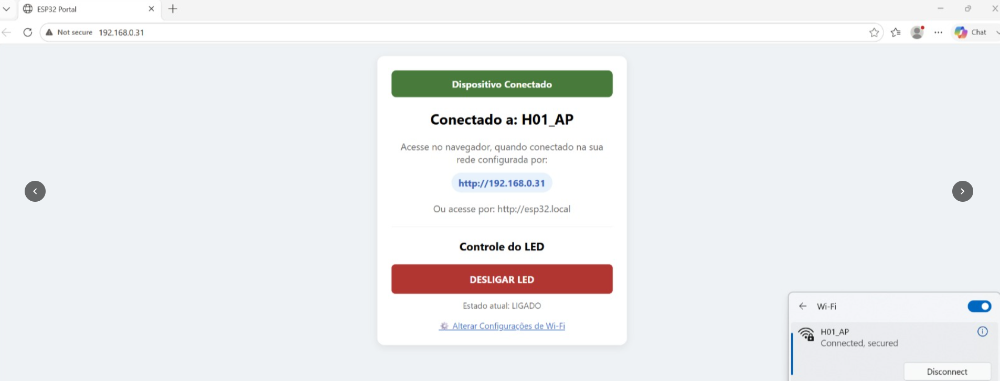 ESP32 Portal
Not secure 192.168.0.31
Chat
Dispositivo Conectado
Conectado a: H01_AP
Acesse no navegador, quando conectado na sua
rede configurada por:
http://192.168.0.31
Ou acesse por: http://esp32.local
Controle do LED
DESLIGAR LED
Estado atual: LIGADO
Alterar Configurações de Wi-Fi
Wi-Fi
H01_AP
Connected, secured
Disconnect